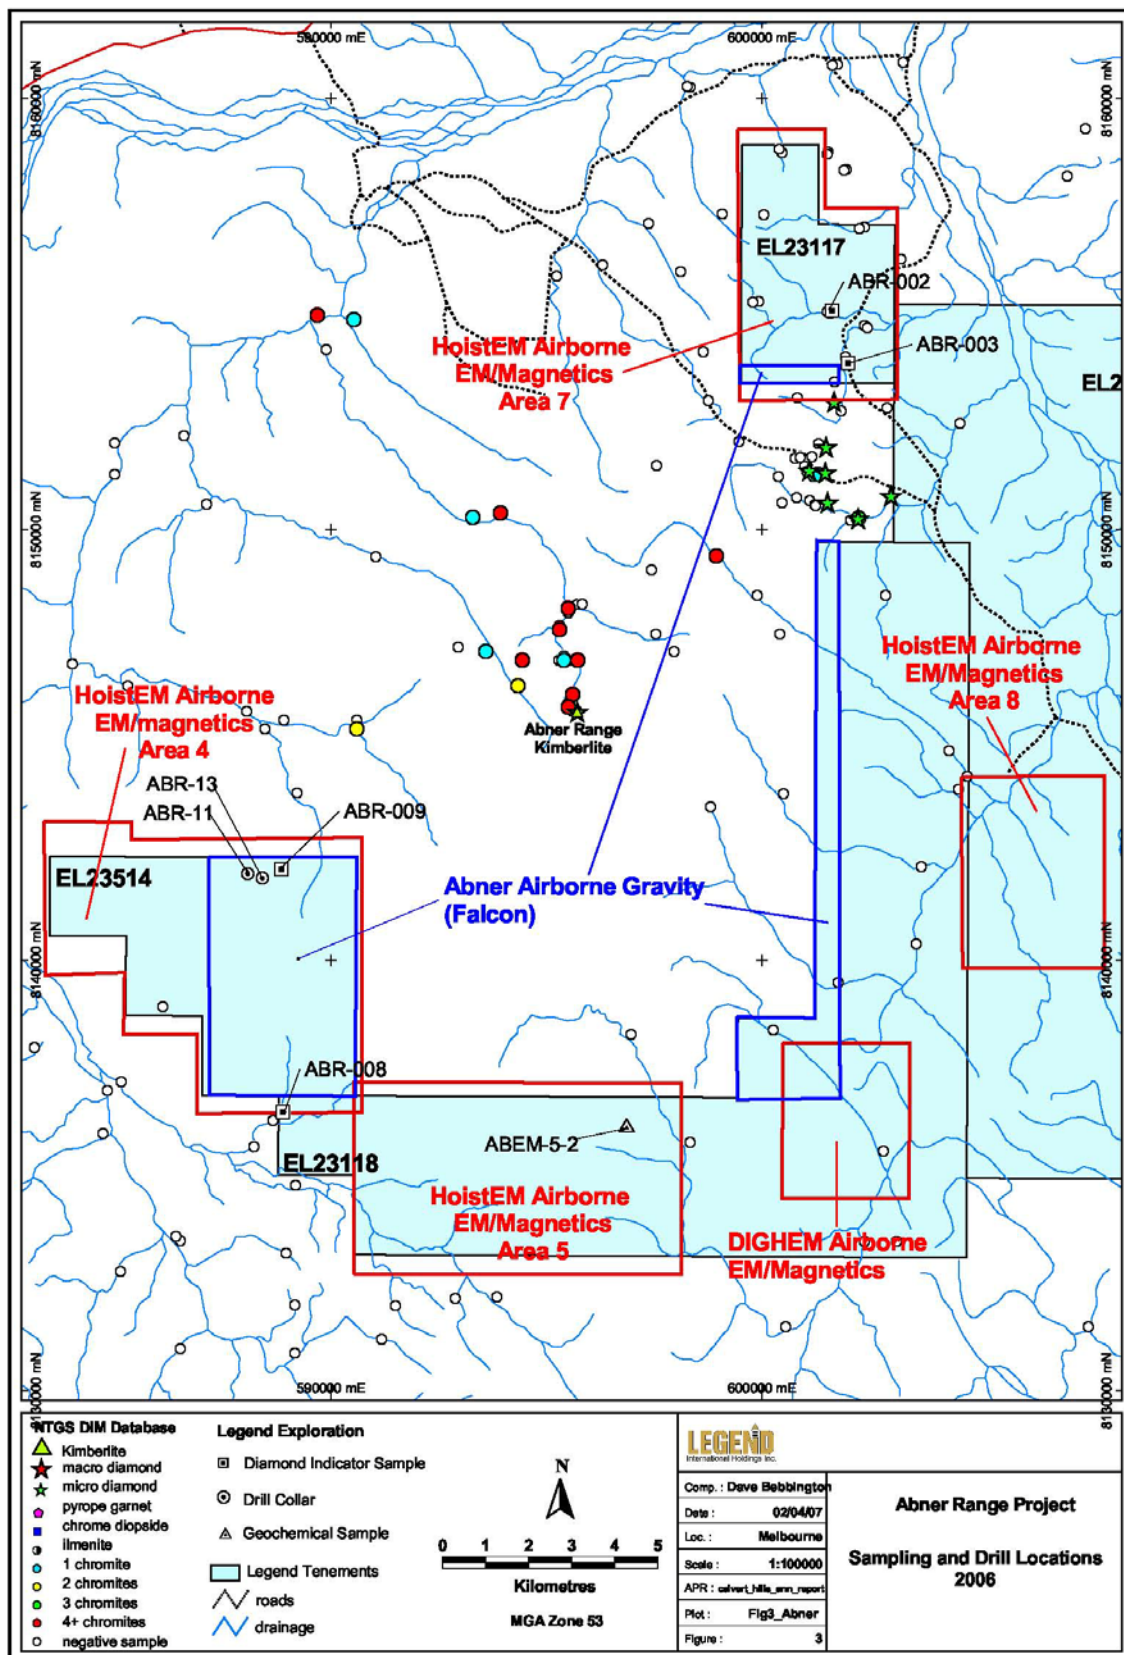 590000 mE
600000 mE
8160000 mN
8160000 mN
EL23117
ABR-002
HoistEM Airborne
EM/Magnetics
Area 7
ABR-003
EL2
8150000 mN
8150000 mN
HoistEM Airborne
EM/Magnetics
Area 8
HoistEM Airborne
EM/magnetics
Area 4
Abner Range
Kimberlite
ABR-13
ABR-11
ABR-009
EL23514
Abner Airborne Gravity
(Falcon)
8140000 mN
8140000 mN
ABR-008
ABEM-5-2
EL23118
HoistEM Airborne
EM/Magnetics
Area 5
DIGHEM Airborne
EM/Magnetics
590000 mE
600000 mE
8130000 mN
8130000 mN
NTGS DIM Database
Kimberlite
macro diamond
micro diamond
pyrope garnet
chrome diopside
ilmenite
1 chromite
2 chromites
3 chromites
4+ chromites
negative sample
Legend Exploration
Diamond Indicator Sample
Drill Collar
Geochemical Sample
Legend Tenements
roads
drainage
N
0 1 2 3 4 5
Kilometres
MGA Zone 53
LEGEND
International Holdings Inc.
Comp. : Dave Bebbington
Date : 02/04/07
Loc. : Melbourne
Scale : 1:100000
APR : calvert_hills_ann_report
Plot : Fig3_Abner
Figure : 3
Abner Range Project
Sampling and Drill Locations
2006